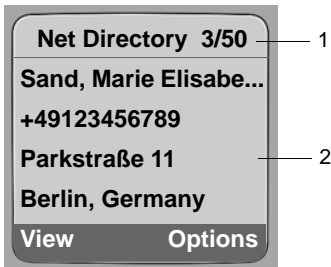 Net Directory 3/50
1
Sand, Marie Elisabe...
+49123456789
Parkstraße 11
2
Berlin, Germany
View Options